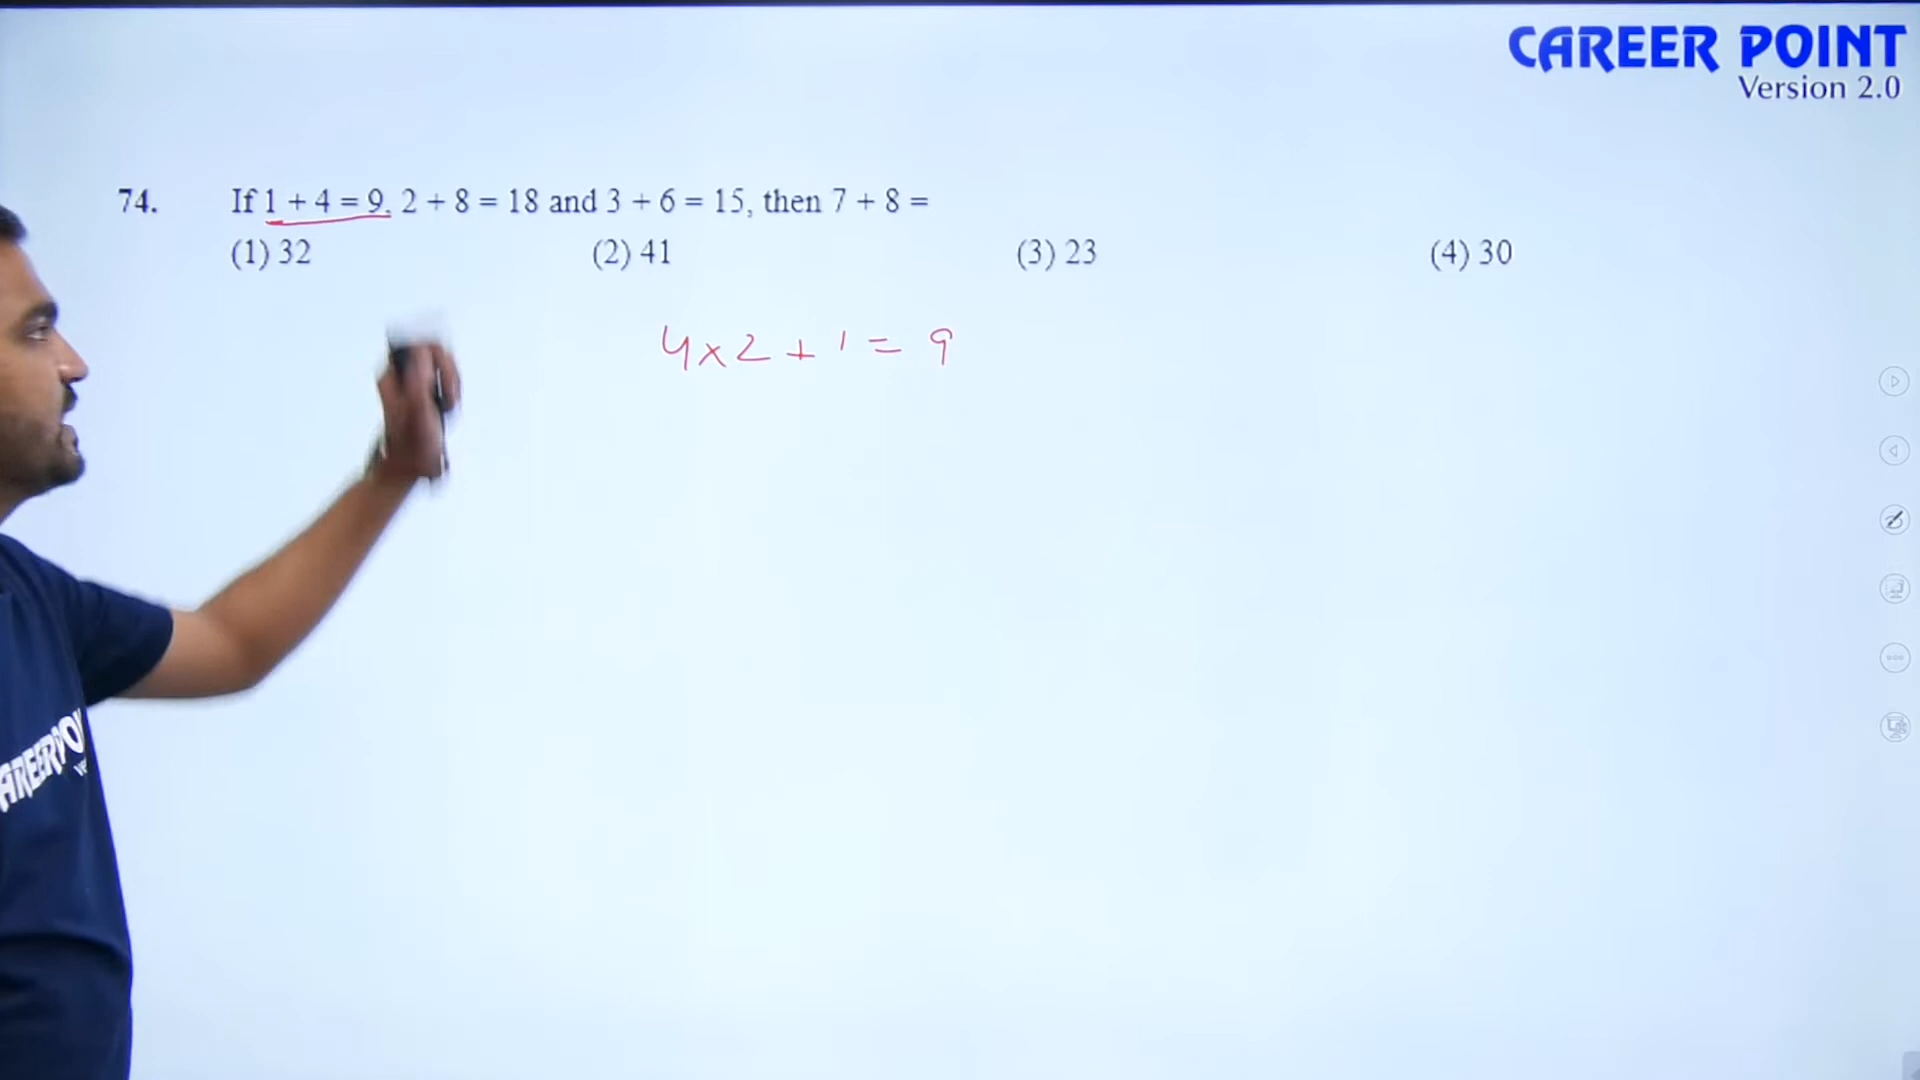 CAREER POINT
Version 2.0
74. If 1 + 4 = 9, 2 + 8 = 18 and 3 + 6 = 15, then 7 + 8 =
(1) 32 (2) 41 (3) 23 (4) 30
4 x 2 + 1 = 9